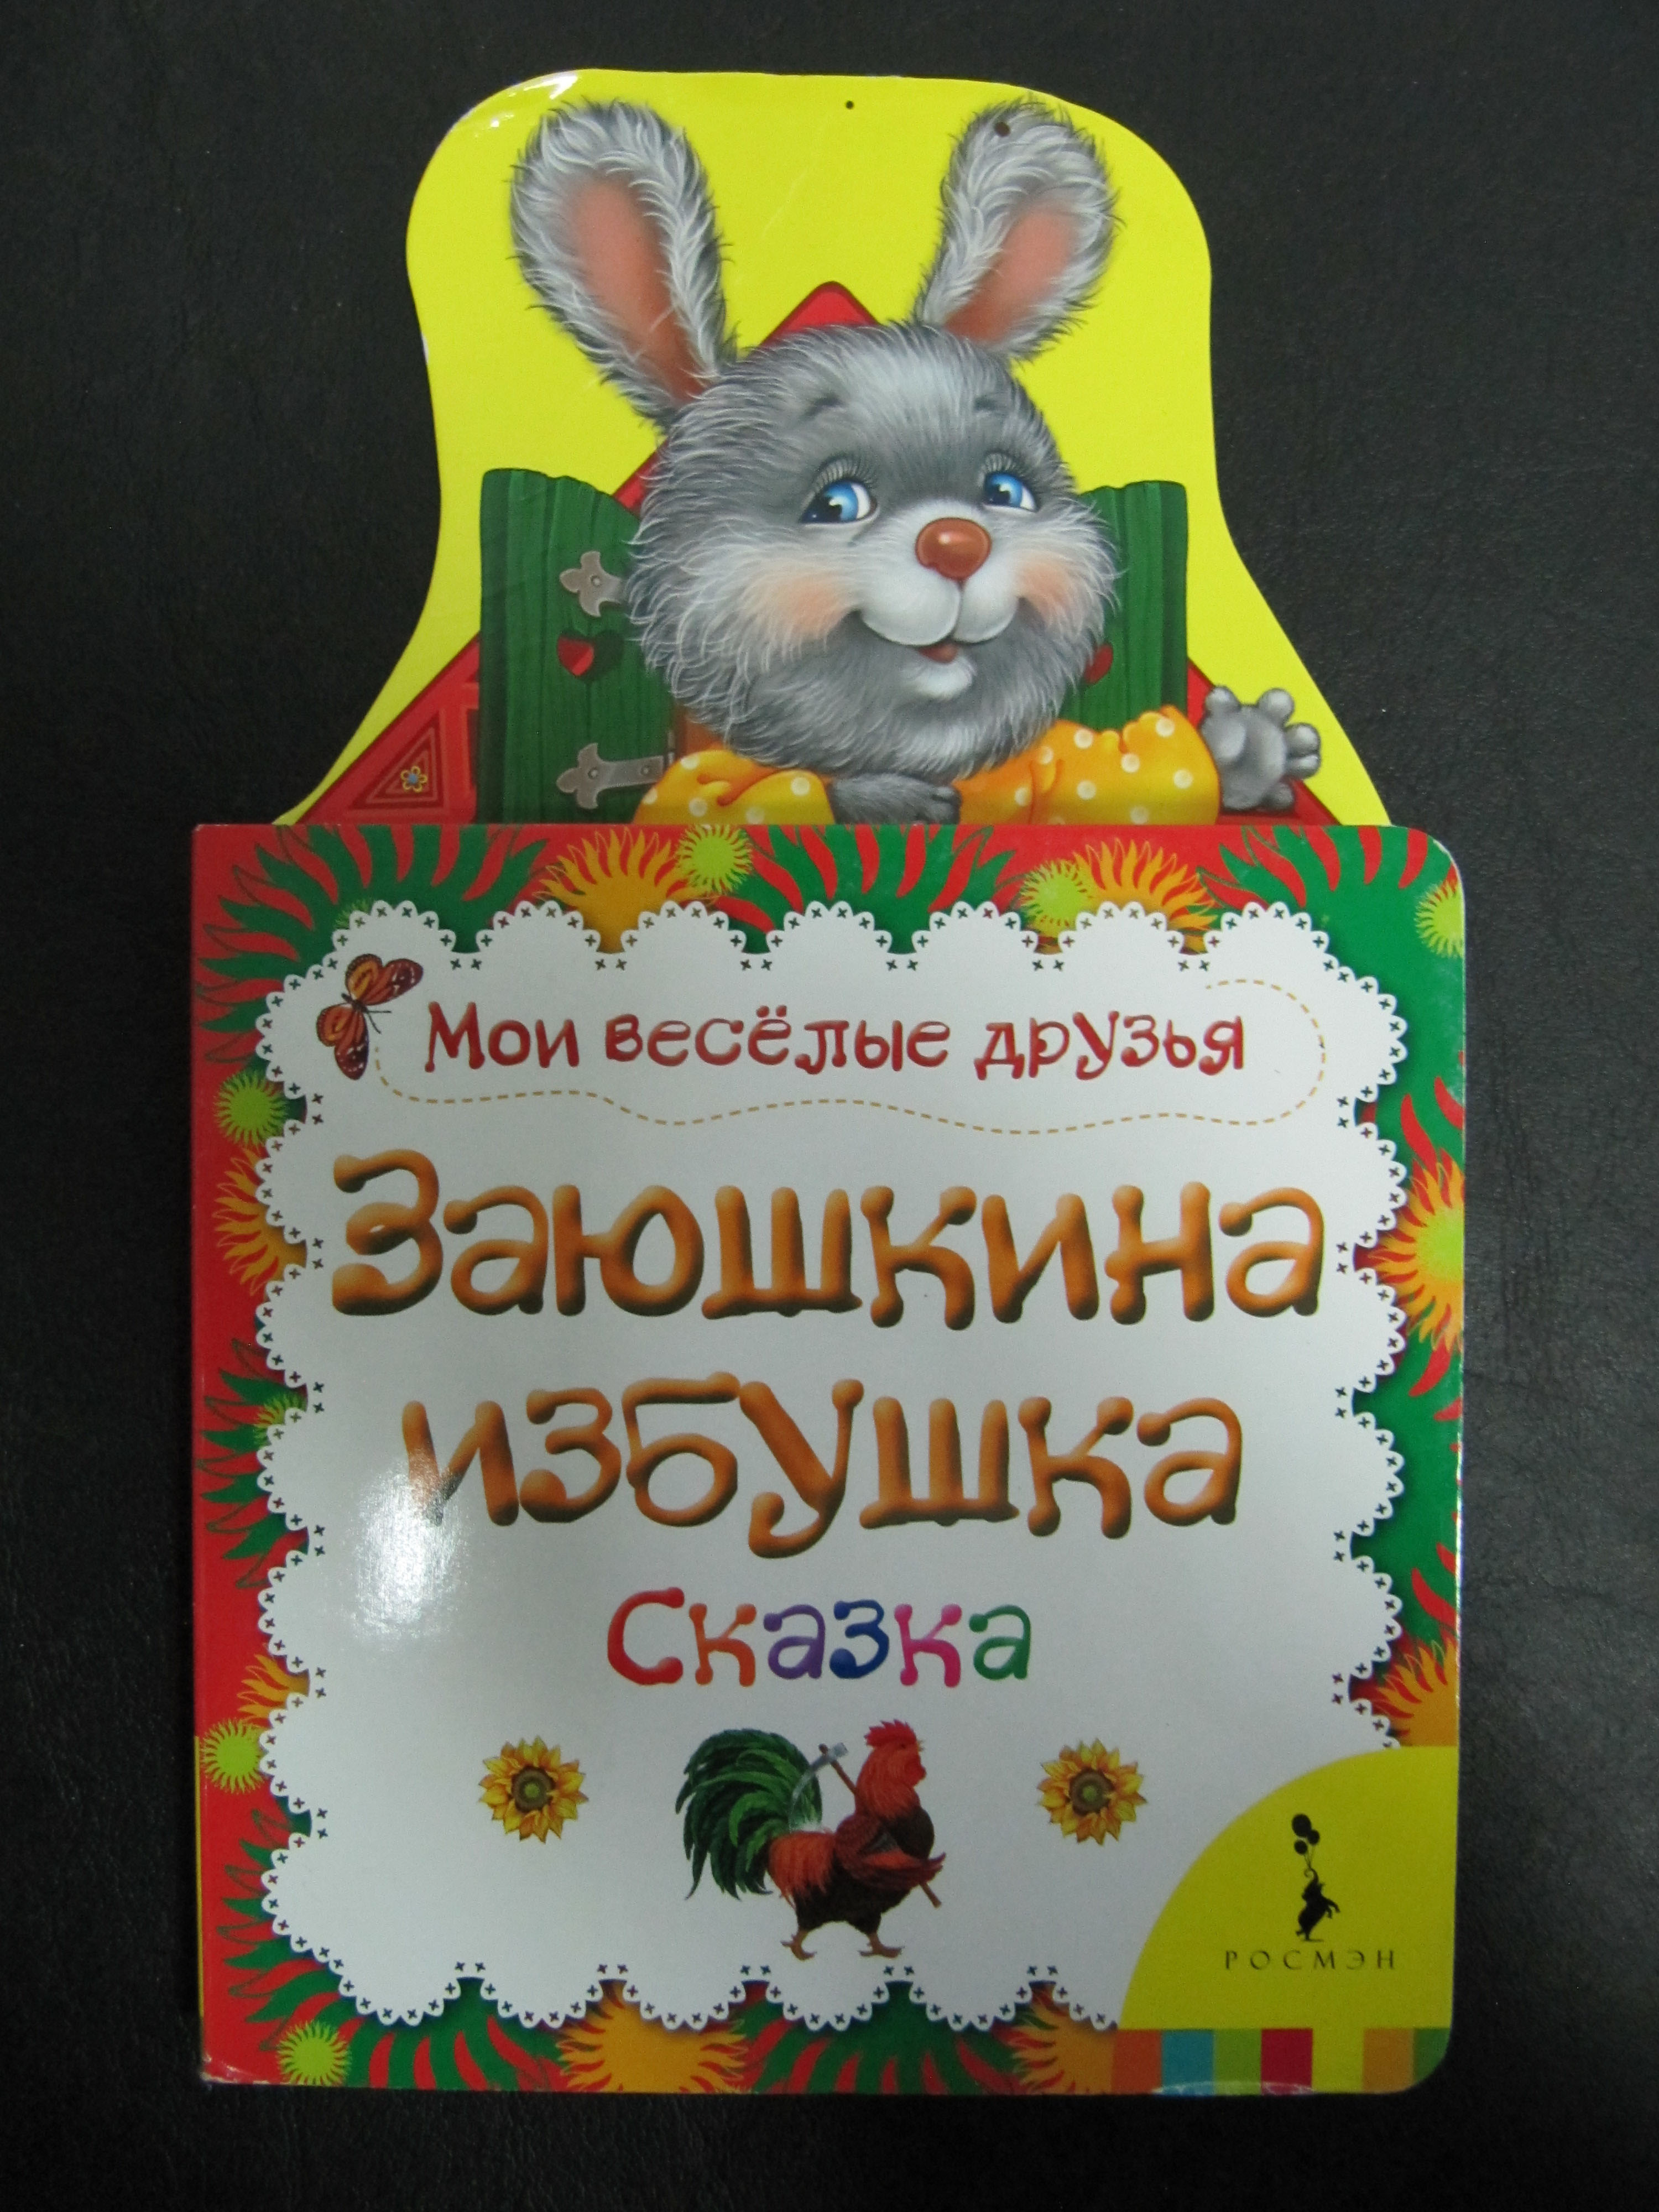 Мои весёлые друзья
Заюшкина
избушка
Сказка
РОСМЭН